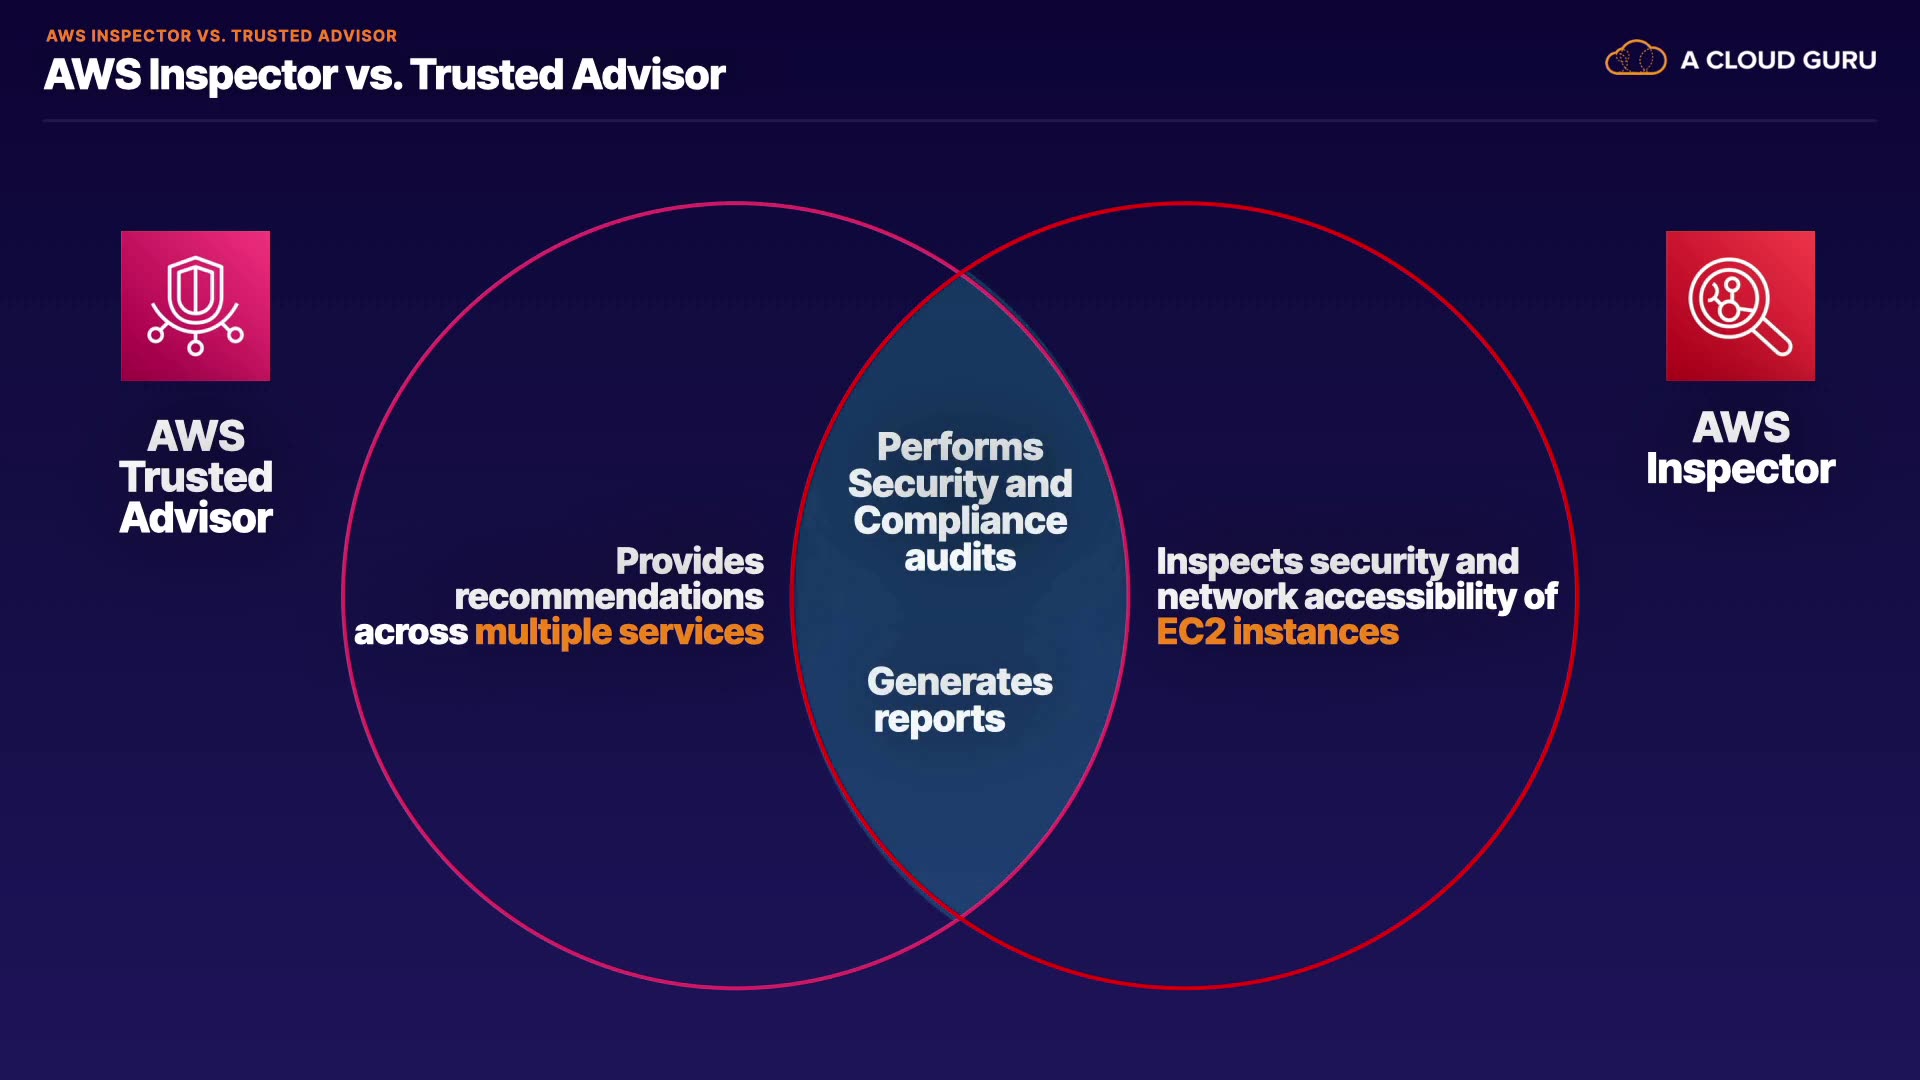 AWS INSPECTOR VS. TRUSTED ADVISOR
AWS Inspector vs. Trusted Advisor
A CLOUD GURU
AWS
Trusted
Advisor
Provides
recommendations
across multiple services
Performs
Security and
Compliance
audits
Generates
reports
Inspects security and
network accessibility of
EC2 instances
AWS
Inspector